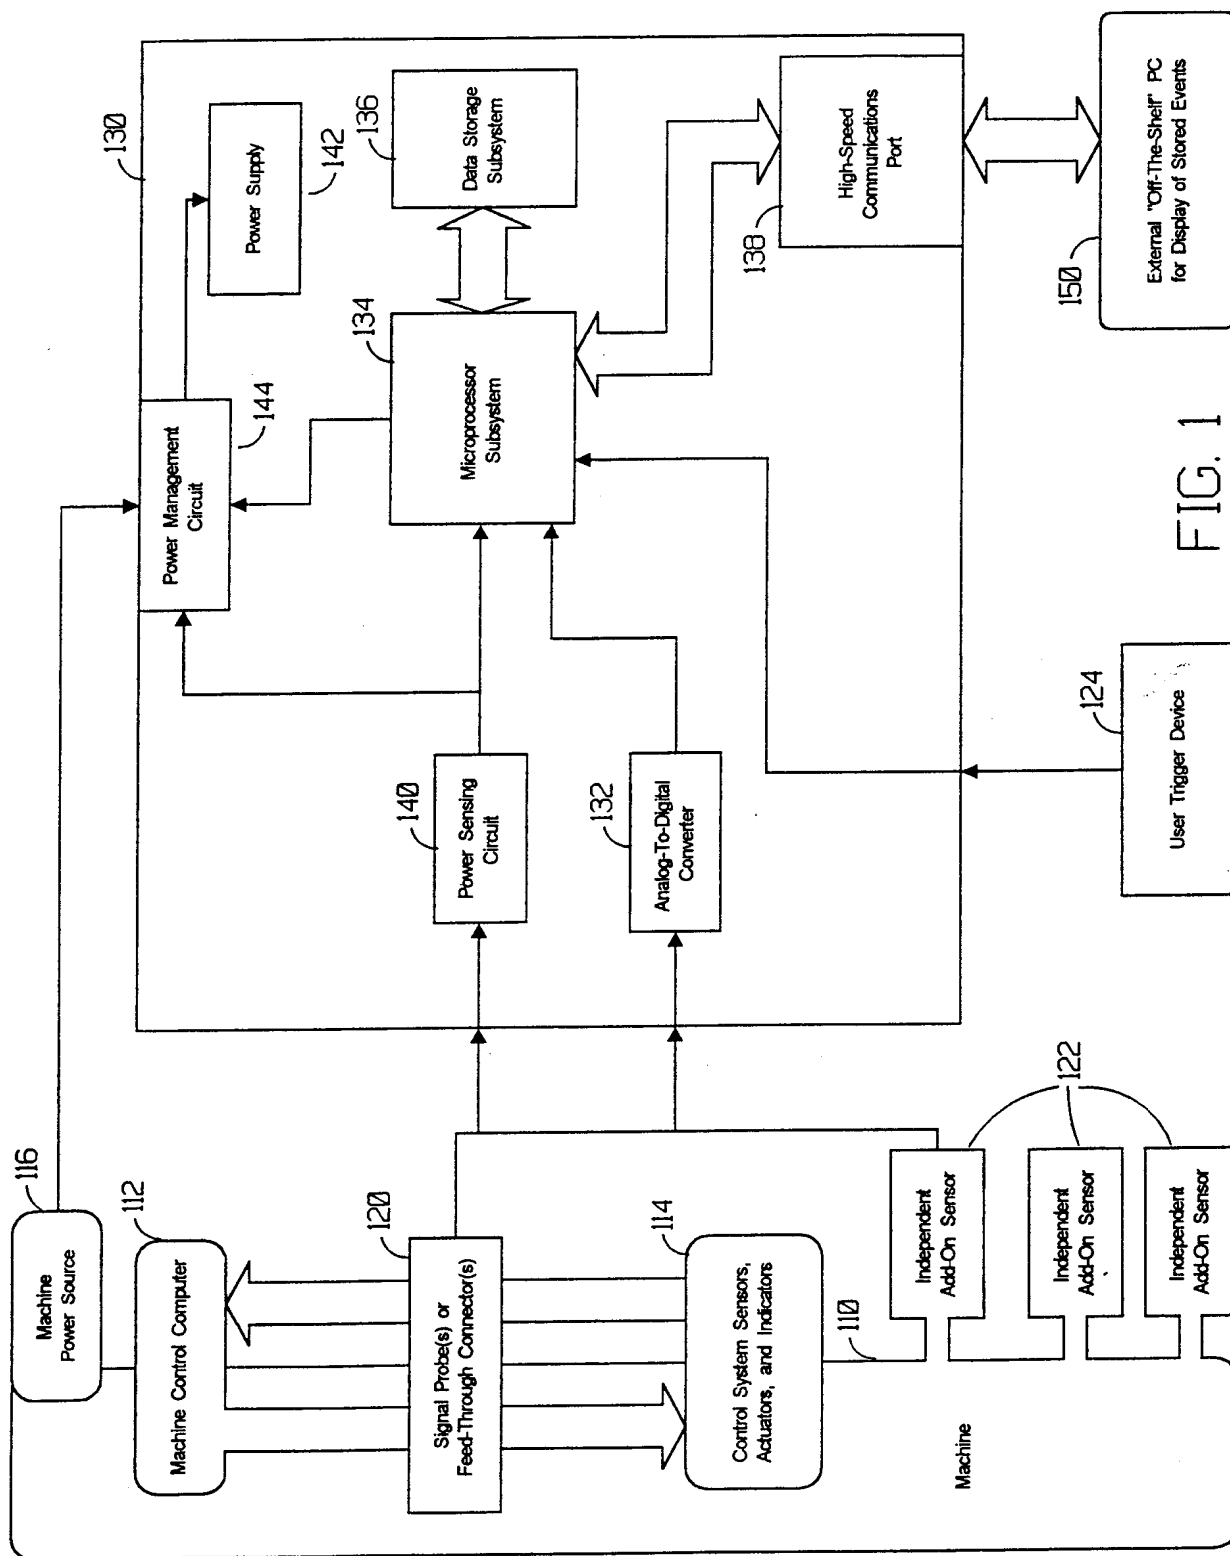 130
Power Supply
142
136
Data Storage
Subsystem
High-Speed
Communications
Port
138
External "Off-The-Shelf" PC
for Display of Stored Events
150
134
Microprocessor
Subsystem
Power Management
Circuit
144
140
Power Sensing
Circuit
132
Analog-To-Digital
Converter
124
User Trigger Device
FIG. 1
116
Machine
Power Source
112
Machine Control Computer
120
Signal Probe(s) or
Feed-Through Connector(s)
114
Control System Sensors,
Actuators, and Indicators
110
Machine
122
Independent
Add-On Sensor
Independent
Add-On Sensor
Independent
Add-On Sensor